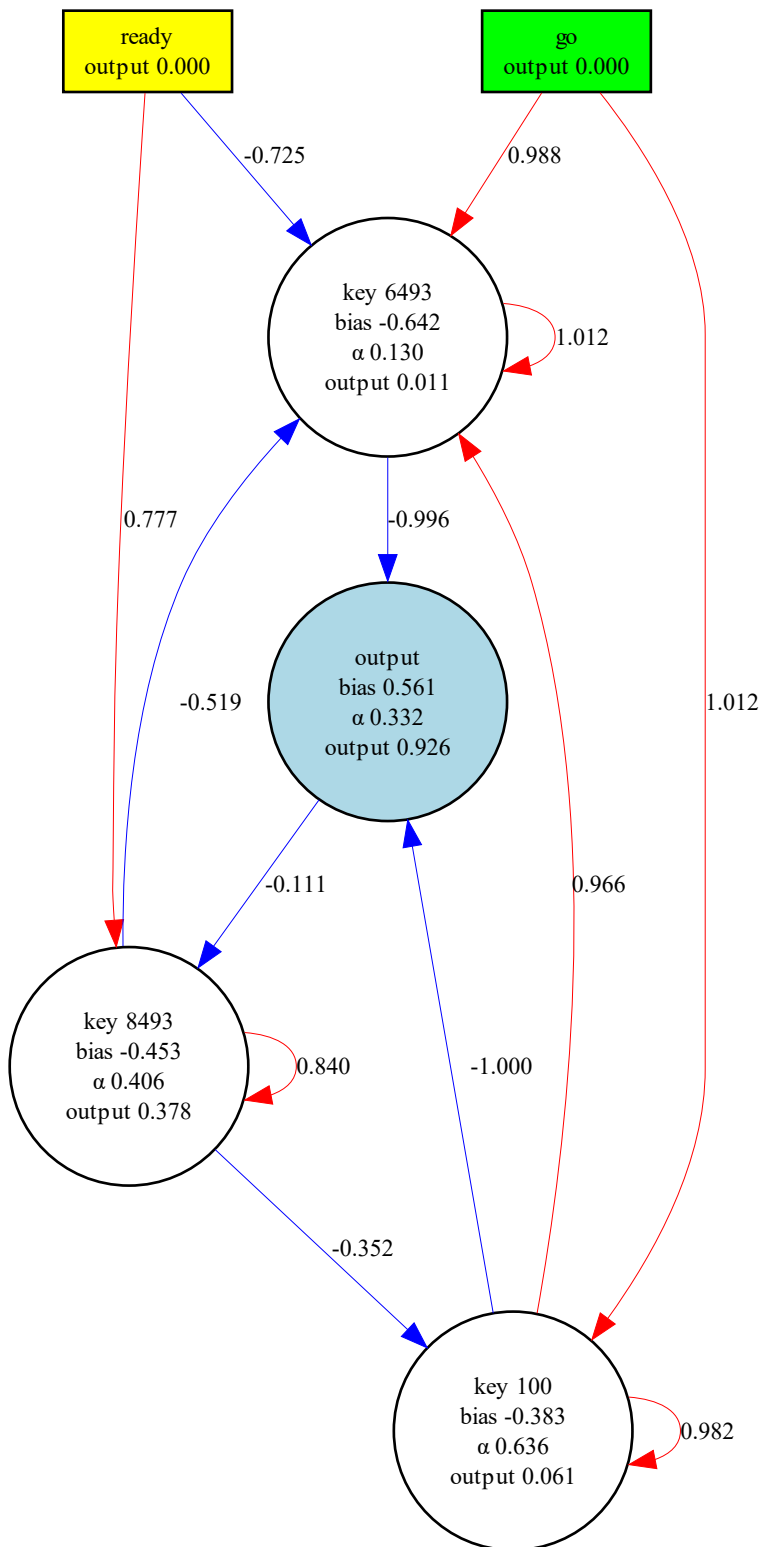 ready
output 0.000
go
output 0.000
-0.725
0.988
key 6493
bias -0.642
α 0.130
output 0.011
1.012
0.777
-0.996
-0.519
output
bias 0.561
α 0.332
output 0.926
1.012
-0.111
0.966
key 8493
bias -0.453
α 0.406
output 0.378
0.840
-1.000
-0.352
key 100
bias -0.383
α 0.636
output 0.061
0.982